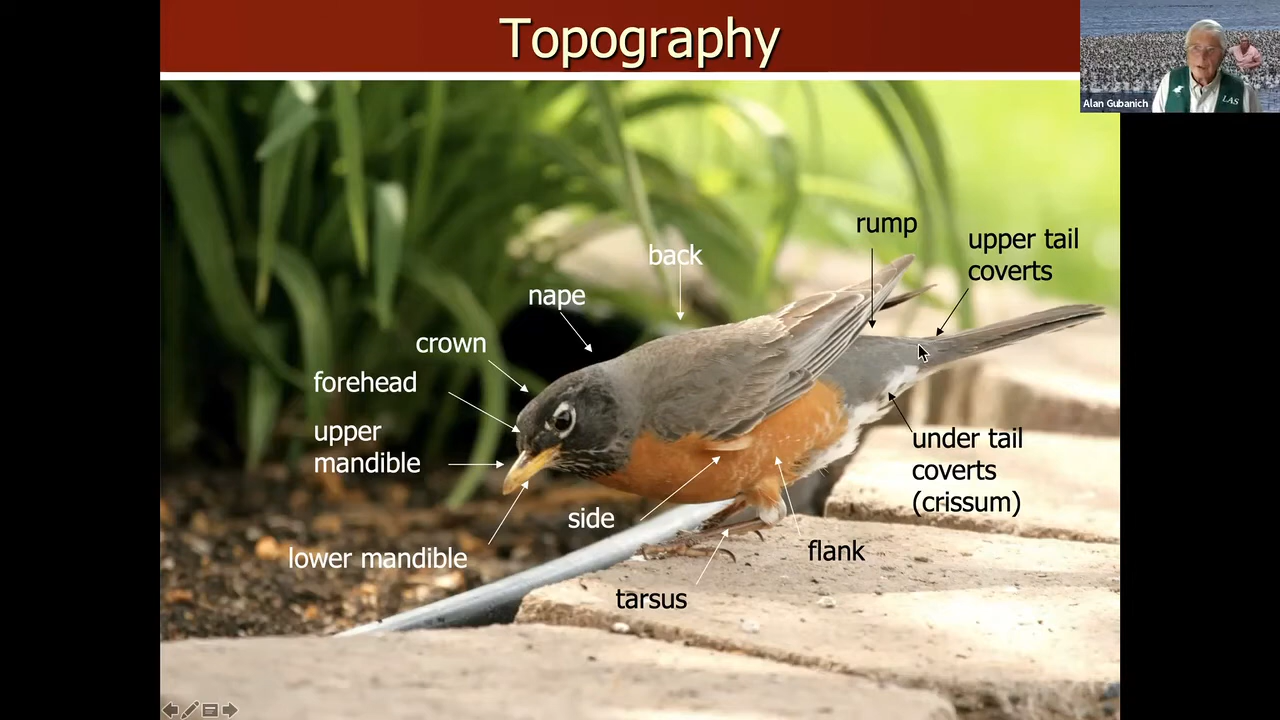 Topography
Alan Gubanich
LAS
rump
upper tail
coverts
back
nape
crown
forehead
upper
mandible
under tail
coverts
(crissum)
side
flank
lower mandible
tarsus